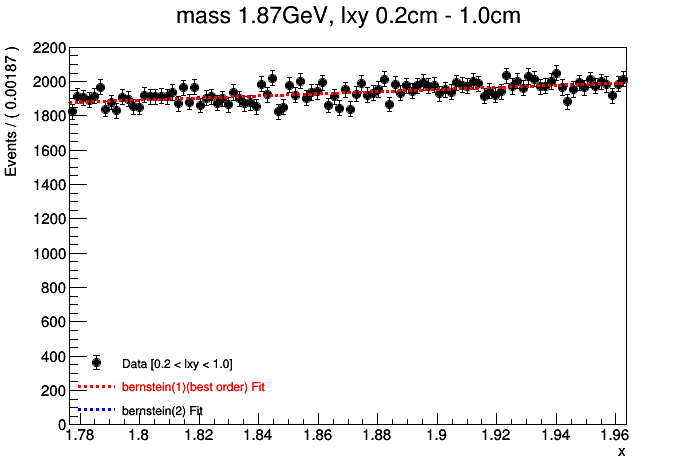 mass 1.87GeV, lxy 0.2cm - 1.0cm
Events / ( 0.00187 )
2200
2000
1800
1600
1400
1200
1000
800
600
400
200
0
Data [0.2 < lxy < 1.0]
bernstein(1)(best order) Fit
bernstein(2) Fit
1.78 1.8 1.82 1.84 1.86 1.88 1.9 1.92 1.94 1.96
x